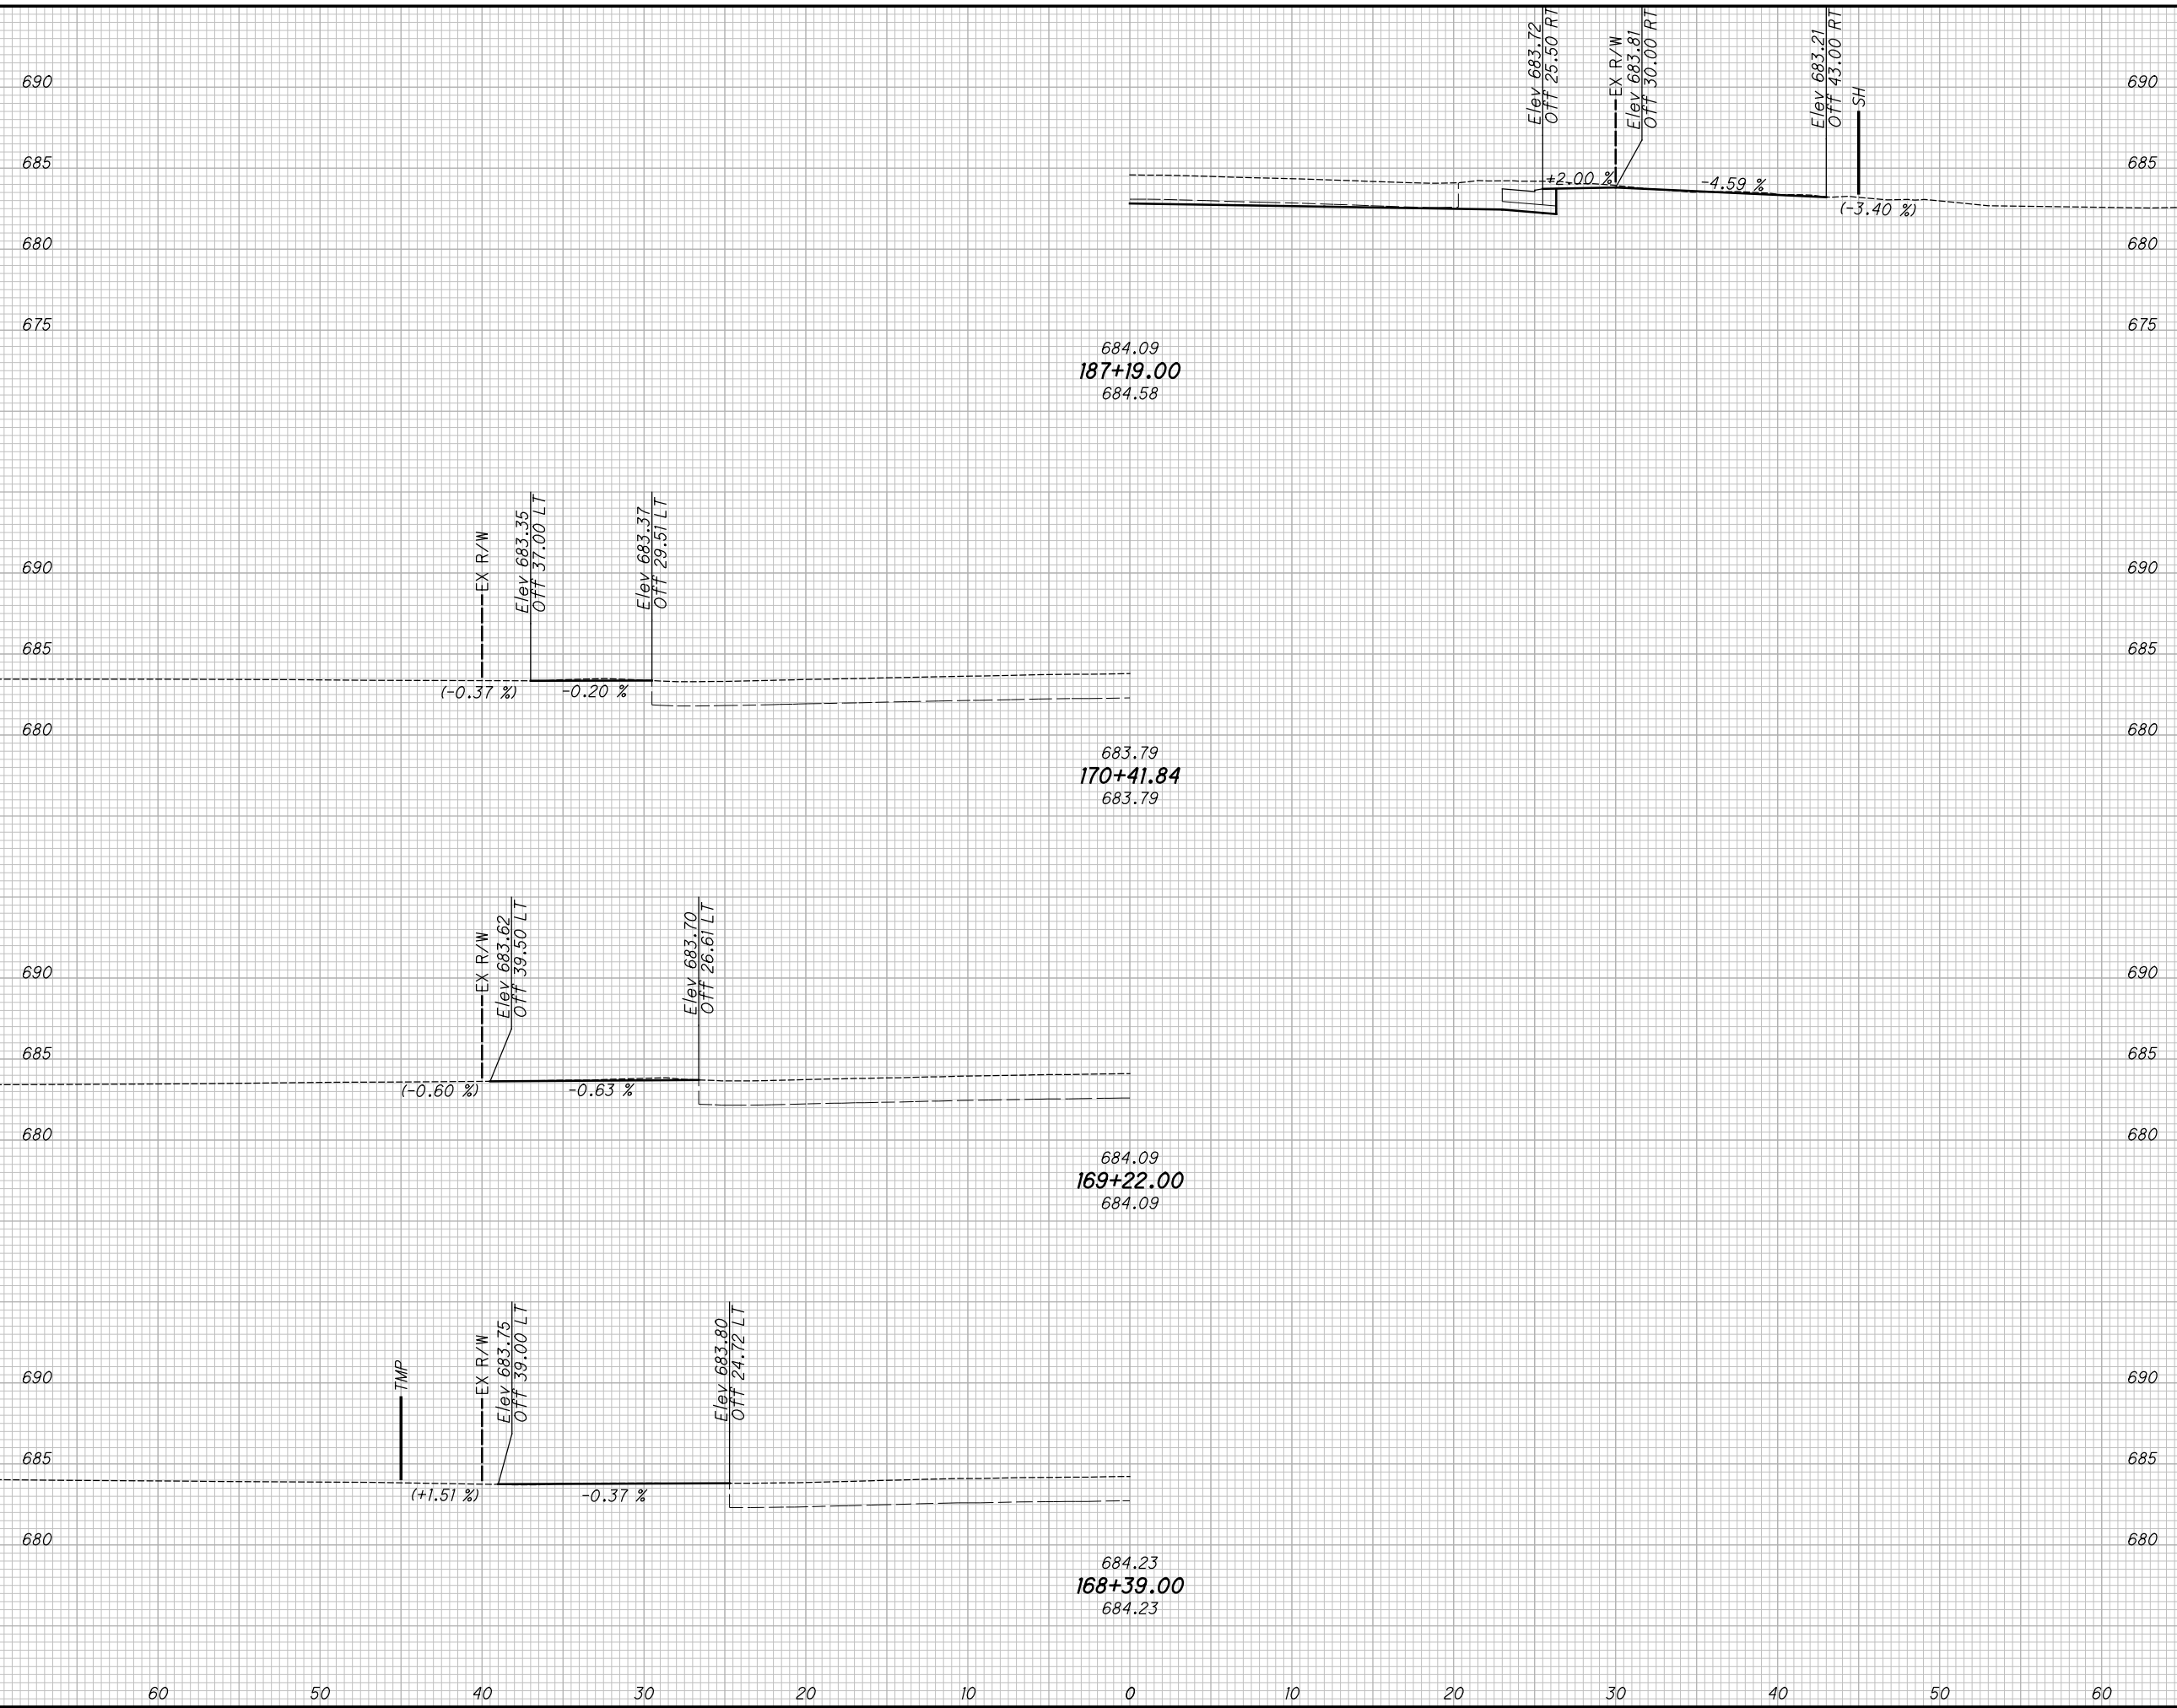 Elev 683.72
Off 25.50 RT
EX R/W
Elev 683.81
Off 30.00 RT
Elev 683.21
Off 43.00 RT
SH
690
690
685
+2.00 %
-4.59 %
685
(-3.40 %)
680
680
675
675
684.09
187+19.00
684.58
EX R/W
Elev 683.35
Off 37.00 LT
Elev 683.37
Off 29.51 LT
690
690
685
685
(-0.37 %)
-0.20 %
680
680
683.79
170+41.84
683.79
EX R/W
Elev 683.62
Off 39.50 LT
Elev 683.70
Off 26.61 LT
690
690
685
685
(-0.60 %)
-0.63 %
680
680
684.09
169+22.00
684.09
TMP
EX R/W
Elev 683.75
Off 39.00 LT
Elev 683.80
Off 24.72 LT
690
690
685
685
(+1.51 %)
-0.37 %
680
680
684.23
168+39.00
684.23
60 50 40 30 20 10 0 10 20 30 40 50 60